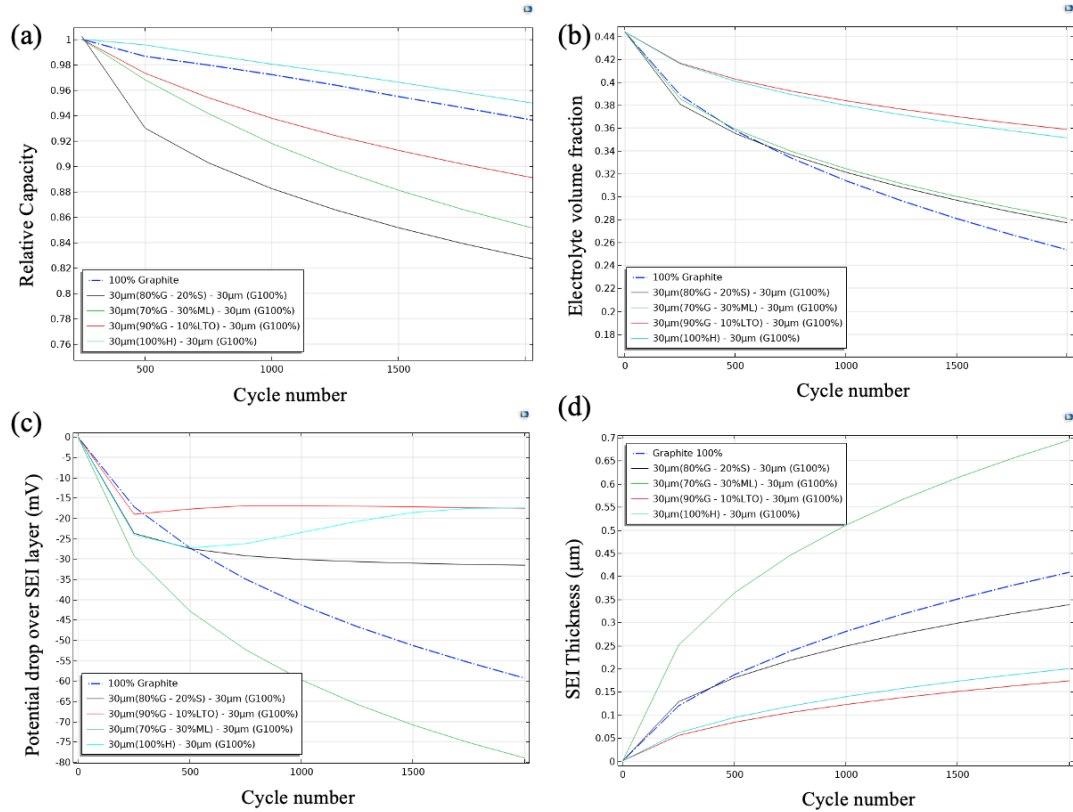 (a)
1
0.98
0.96
0.94
0.92
0.9
0.88
0.86
0.84
0.82
0.8
0.78
0.76
Relative Capacity
100% Graphite
30μm(80%G - 20%S) - 30μm (G100%)
30μm(70%G - 30%ML) - 30μm (G100%)
30μm(90%G - 10%LTO) - 30μm (G100%)
30μm(100%H) - 30μm (G100%)
500
1000
1500
Cycle number
(b)
0.44
0.42
0.4
0.38
0.36
0.34
0.32
0.3
0.28
0.26
0.24
0.22
0.2
0.18
Electrolyte volume fraction
100% Graphite
30μm(80%G - 20%S) - 30μm (G100%)
30μm(70%G - 30%ML) - 30μm (G100%)
30μm(90%G - 10%LTO) - 30μm (G100%)
30μm(100%H) - 30μm (G100%)
0
500
1000
1500
Cycle number
(c)
0
-5
-10
-15
-20
-25
-30
-35
-40
-45
-50
-55
-60
-65
-70
-75
-80
Potential drop over SEI layer (mV)
100% Graphite
30μm(80%G - 20%S) - 30μm (G100%)
30μm(90%G - 10%LTO) - 30μm (G100%)
30μm(70%G - 30%ML) - 30μm (G100%)
30μm(100%H) - 30μm (G100%)
0
500
1000
1500
Cycle number
(d)
0.7
0.65
0.6
0.55
0.5
0.45
0.4
0.35
0.3
0.25
0.2
0.15
0.1
0.05
0
SEI Thickness (μm)
Graphite 100%
30μm(80%G - 20%S) - 30μm (G100%)
30μm(70%G - 30%ML) - 30μm (G100%)
30μm(90%G - 10%LTO) - 30μm (G100%)
30μm(100%H) - 30μm (G100%)
0
500
1000
1500
Cycle number